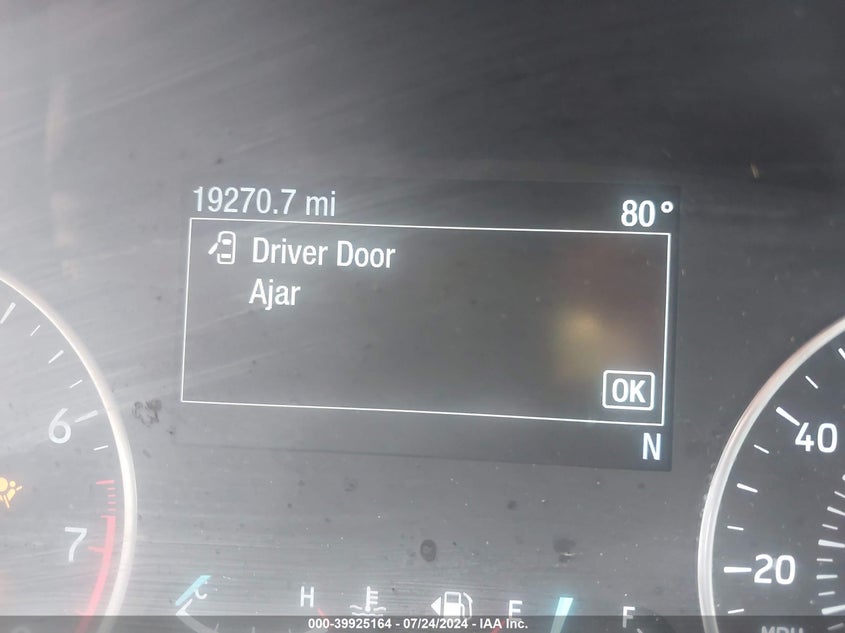 19270.7 mi
80°
Driver Door
Ajar
OK
N
6
7
40
20
H
E
F
MPH
000-39925164 - 07/24/2024 - IAA Inc.